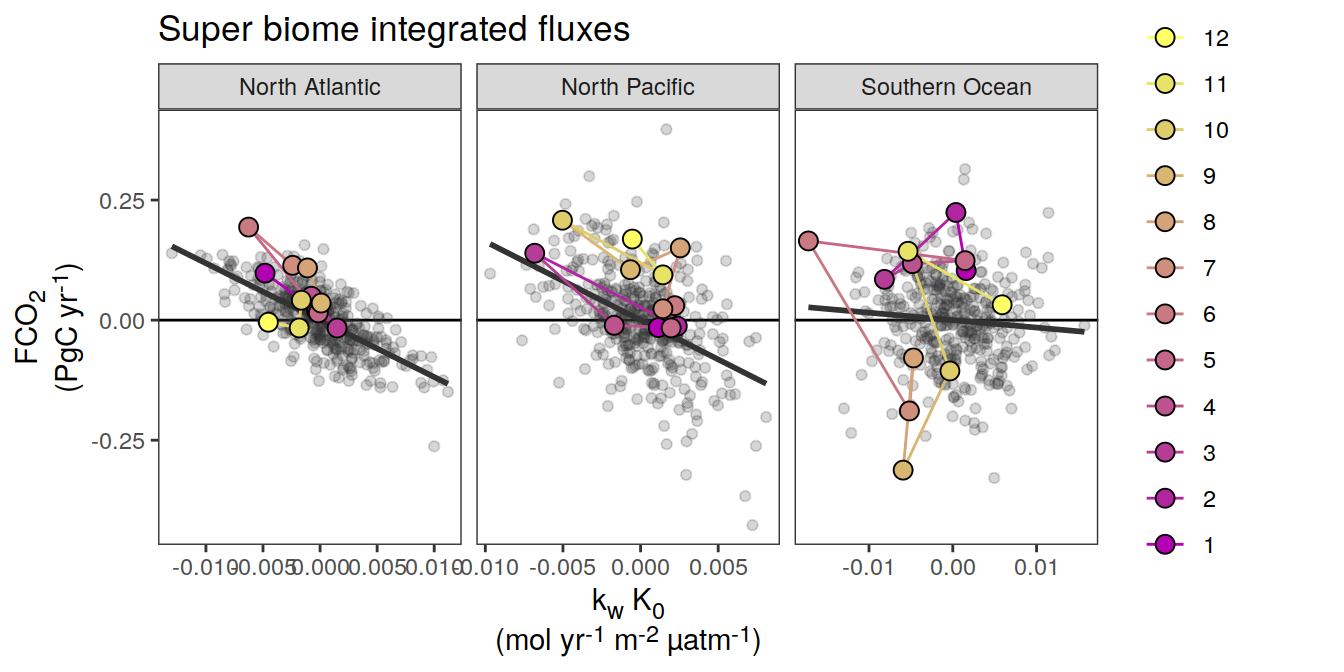 Super biome integrated fluxes
North Atlantic
North Pacific
Southern Ocean
FCO2
(PgC yr-1)
0.25
0.00
-0.25
-0.010 -0.005 0.000 0.005 0.010
-0.010 -0.005 0.000 0.005
-0.01 0.00 0.01
kw K0
(mol yr-1 m-2 µatm-1)
12
11
10
9
8
7
6
5
4
3
2
1